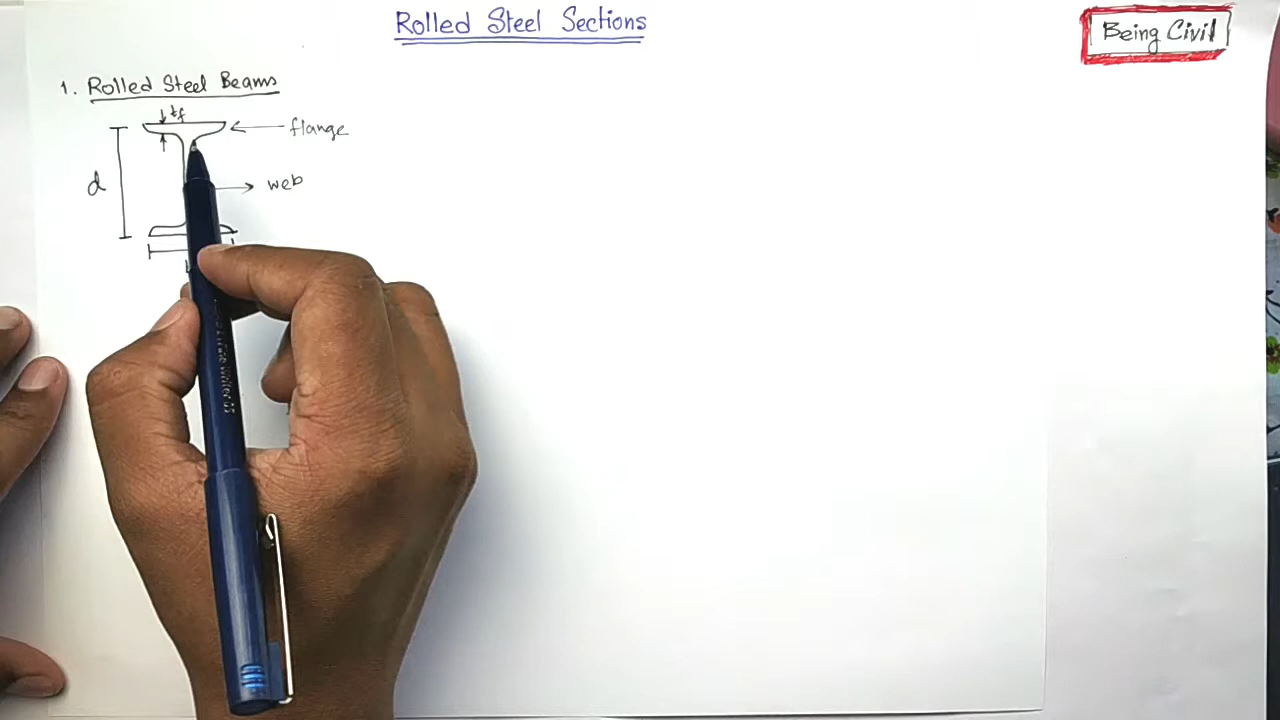 Rolled Steel Sections
Being Civil
1. Rolled Steel Beams
tf
flange
d
web